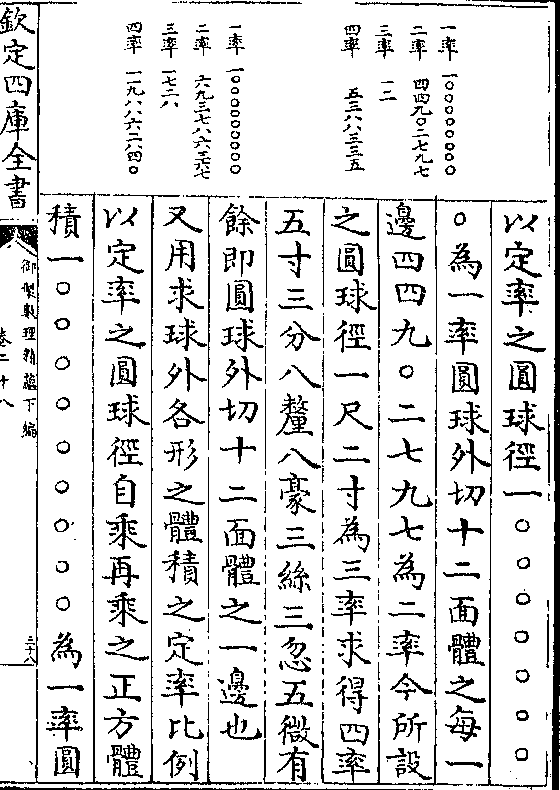 一率 一〇〇〇〇〇〇〇〇
二率 四四九〇二七九七
三率 一二
四率 五三八八三三五
一率 一〇〇〇〇〇〇〇〇〇
二率 六九三七八六三六七
三率 一七二八
四率 一一九八八六二八四〇
以定率之圓球徑一〇〇〇〇〇〇〇
〇為一率圓球外切十二面體之每一
邊四四九〇二七九七為二率今所設
之圓球徑一尺二寸為三率求得四率
五寸三分八釐八豪三絲三忽五微有
餘即圓球外切十二面體之一邊也
又用求球外各形之體積之定率比例
以定率之圓球徑自乘再乘之正方體
積一〇〇〇〇〇〇〇〇〇為一率圓
欽定四庫全書
御製數理精藴下編
卷二十八
三十八